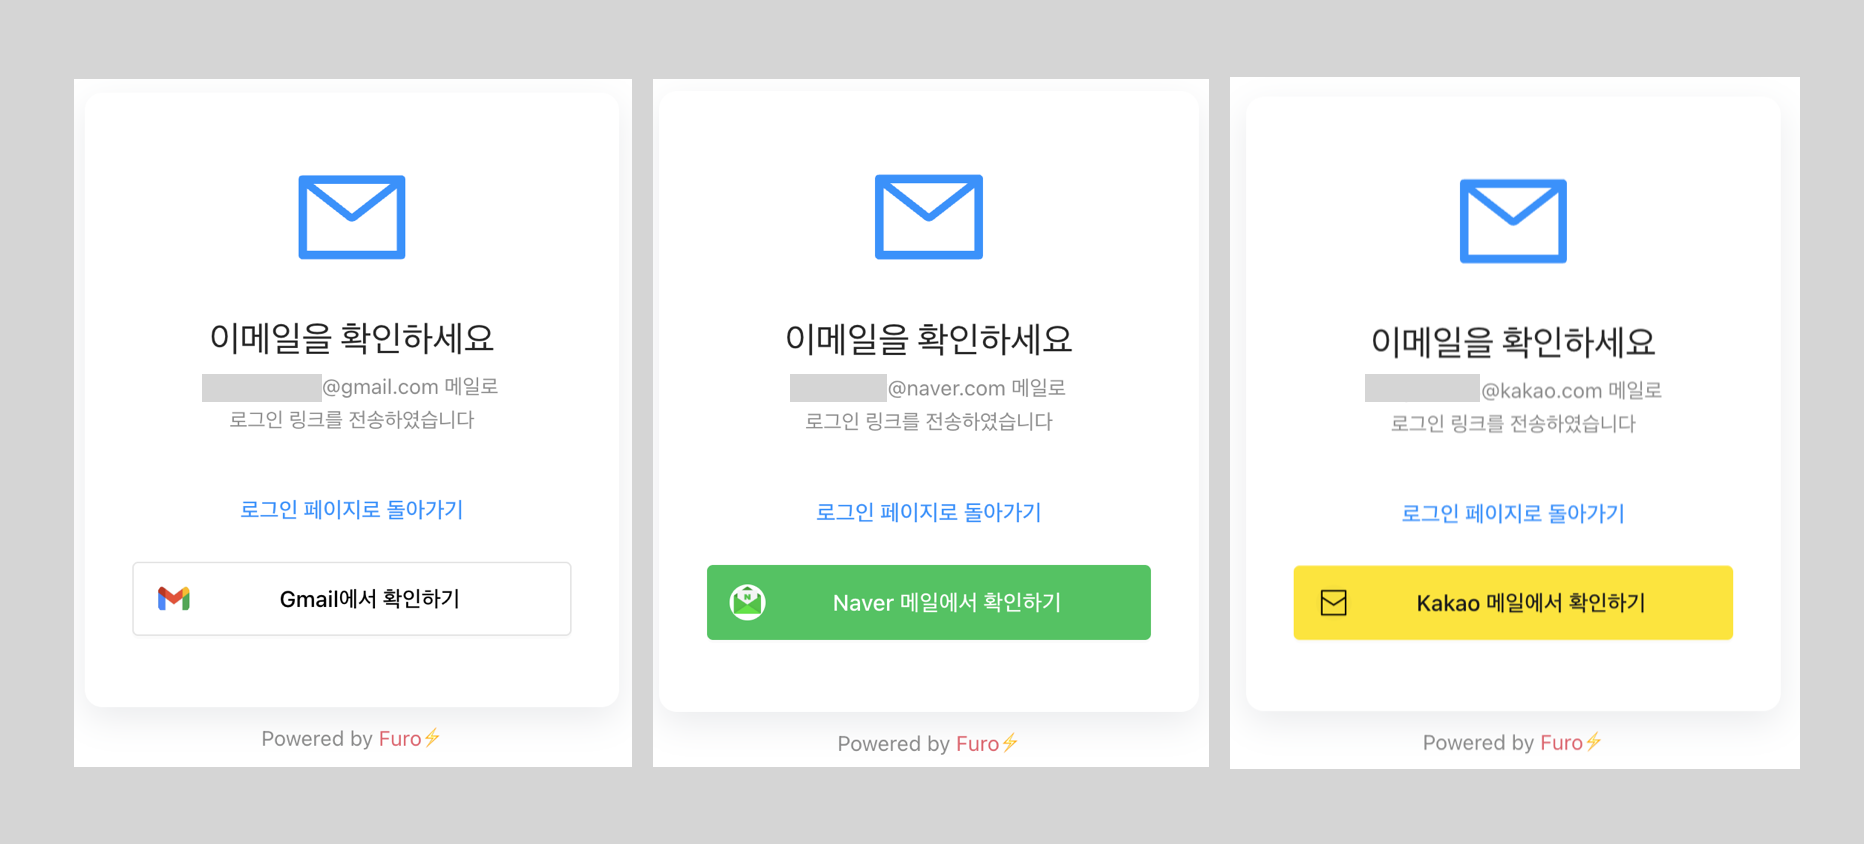 이메일을 확인하세요
@gmail.com 메일로
로그인 링크를 전송하였습니다
로그인 페이지로 돌아가기
Gmail에서 확인하기
Powered by Furo⚡
이메일을 확인하세요
@naver.com 메일로
로그인 링크를 전송하였습니다
로그인 페이지로 돌아가기
N
Naver 메일에서 확인하기
Powered by Furo⚡
이메일을 확인하세요
@kakao.com 메일로
로그인 링크를 전송하였습니다
로그인 페이지로 돌아가기
Kakao 메일에서 확인하기
Powered by Furo⚡